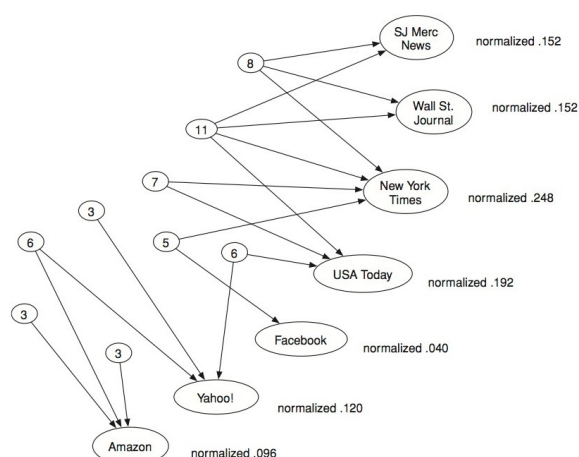 SJ Merc
News
normalized .152
8
Wall St.
Journal
normalized .152
11
7
New York
Times
normalized .248
3
6
5
6
USA Today
normalized .192
3
Facebook
normalized .040
3
Yahoo!
normalized .120
Amazon
normalized .096